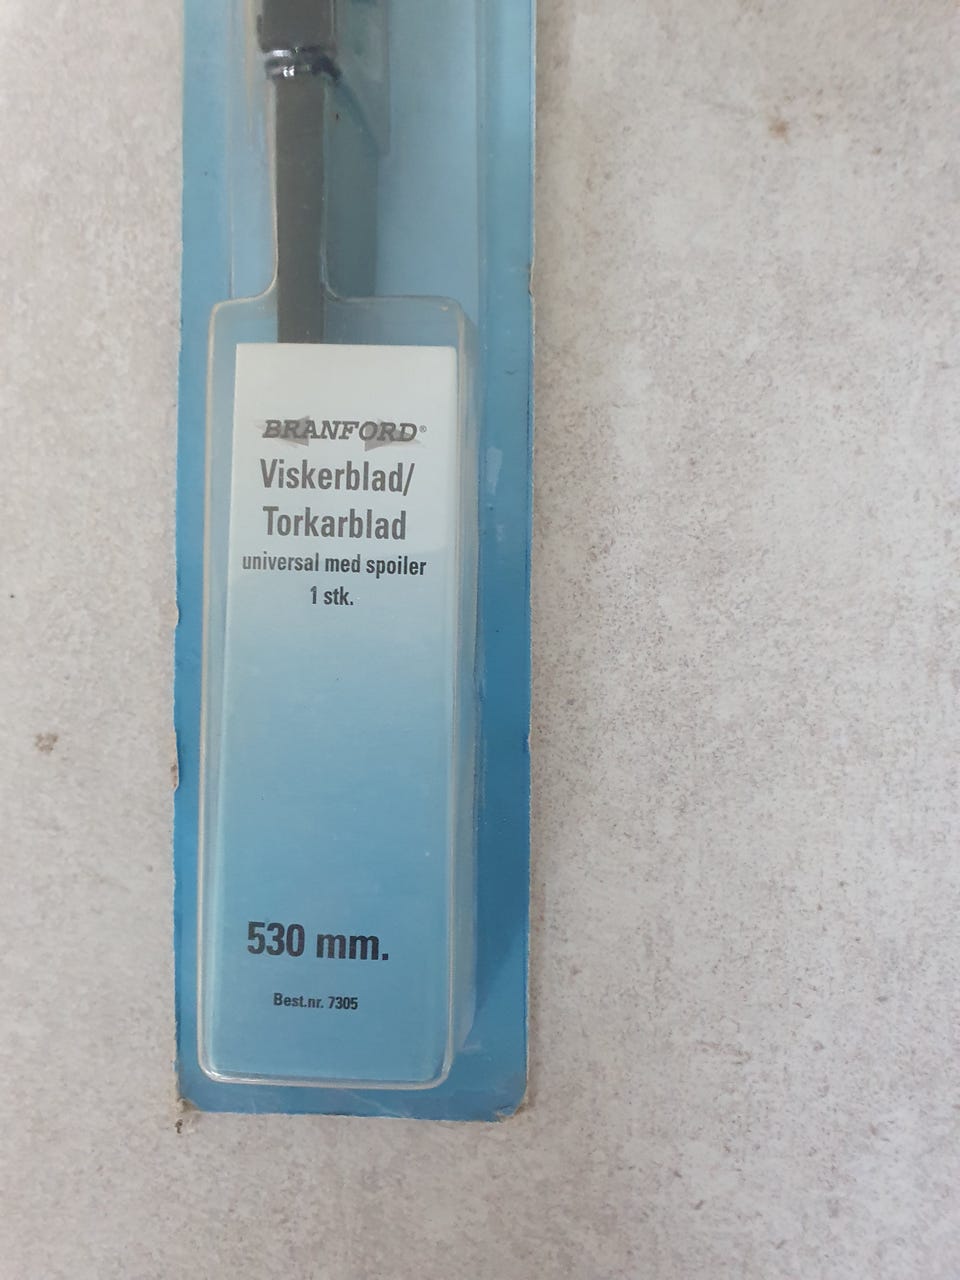 BRANFORD®
Viskerblad/
Torkarblad
universal med spoiler
1 stk.
530 mm.
Best.nr. 7305